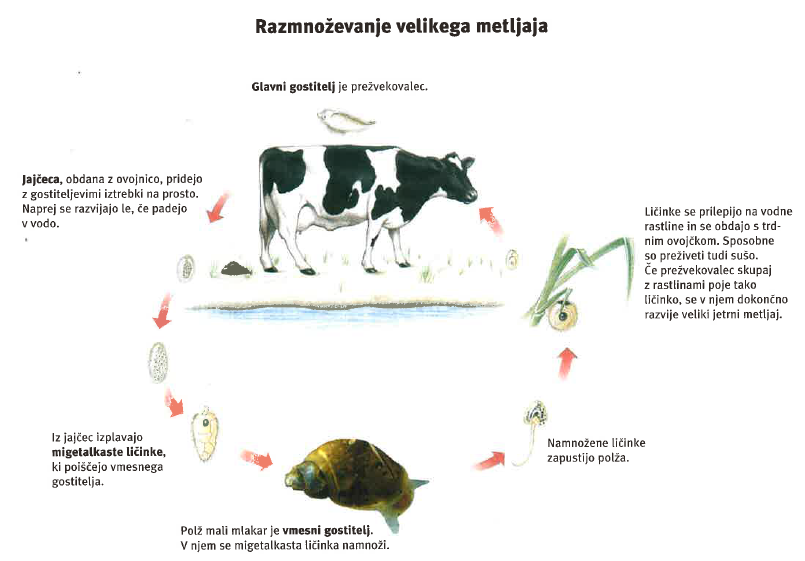 Razmnoževanje velikega metljaja
Glavni gostitelj je prežvekovalec.
Jajčeca, obdana z ovojnico, pridejo
z gostiteljevimi iztrebki na prosto.
Naprej se razvijajo le, če padejo
v vodo.
Ličinke se prilepijo na vodne
rastline in se obdajo s trd-
nim ovojčkom. Sposobne
so preživeti tudi sušo.
Če prežvekovalec skupaj
z rastlinami poje tako
ličinko, se v njem dokončno
razvije veliki jetrni metljaj.
Iz jajčec izplavajo
migetalkaste ličinke,
ki poiščejo vmesnega
gostitelja.
Namnožene ličinke
zapustijo polža.
Polž mali mlakar je vmesni gostitelj.
V njem se migetalkasta ličinka namnoži.